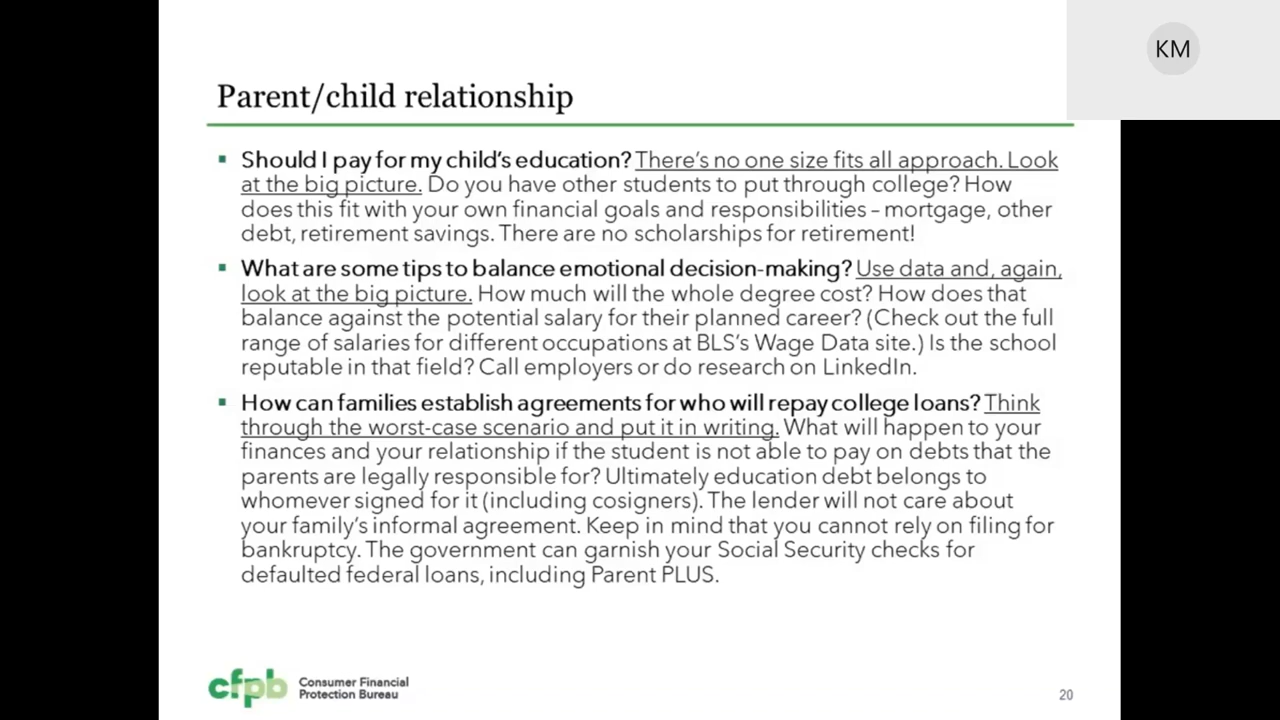 KM
Parent/child relationship
▪ Should I pay for my child's education? There's no one size fits all approach. Look
at the big picture. Do you have other students to put through college? How
does this fit with your own financial goals and responsibilities – mortgage, other
debt, retirement savings. There are no scholarships for retirement!
▪ What are some tips to balance emotional decision-making? Use data and, again,
look at the big picture. How much will the whole degree cost? How does that
balance against the potential salary for their planned career? (Check out the full
range of salaries for different occupations at BLS's Wage Data site.) Is the school
reputable in that field? Call employers or do research on LinkedIn.
▪ How can families establish agreements for who will repay college loans? Think
through the worst-case scenario and put it in writing. What will happen to your
finances and your relationship if the student is not able to pay on debts that the
parents are legally responsible for? Ultimately education debt belongs to
whomever signed for it (including cosigners). The lender will not care about
your family's informal agreement. Keep in mind that you cannot rely on filing for
bankruptcy. The government can garnish your Social Security checks for
defaulted federal loans, including Parent PLUS.
cfpb Consumer Financial
Protection Bureau
20